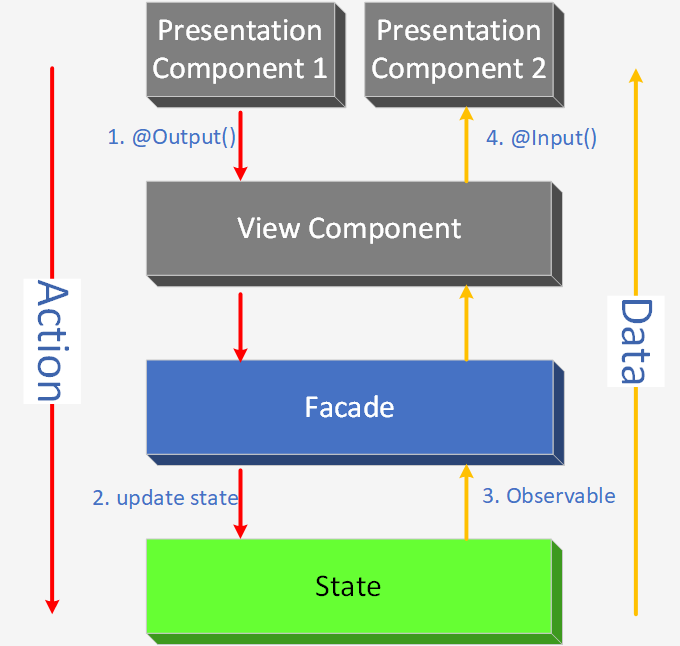 Presentation
Component 1
Presentation
Component 2
1. @Output()
4. @Input()
View Component
Action
Data
Facade
2. update state
3. Observable
State